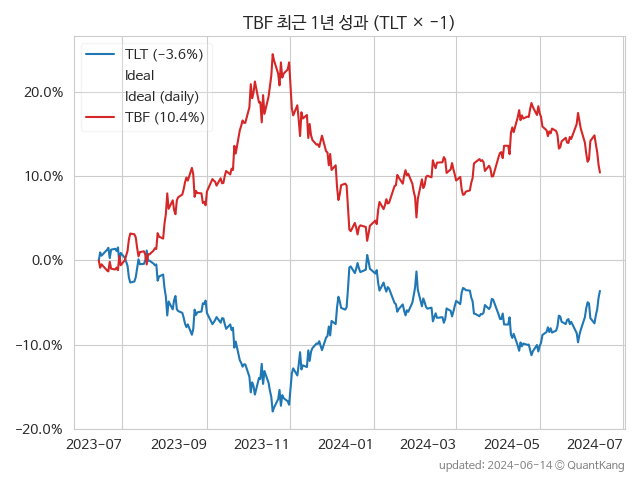 TBF 최근 1년 성과 (TLT × −1)
TLT (−3.6%)
Ideal
Ideal (daily)
TBF (10.4%)
20.0%
10.0%
0.0%
−10.0%
−20.0%
2023-07 2023-09 2023-11 2024-01 2024-03 2024-05 2024-07
updated: 2024-06-14 © QuantKang